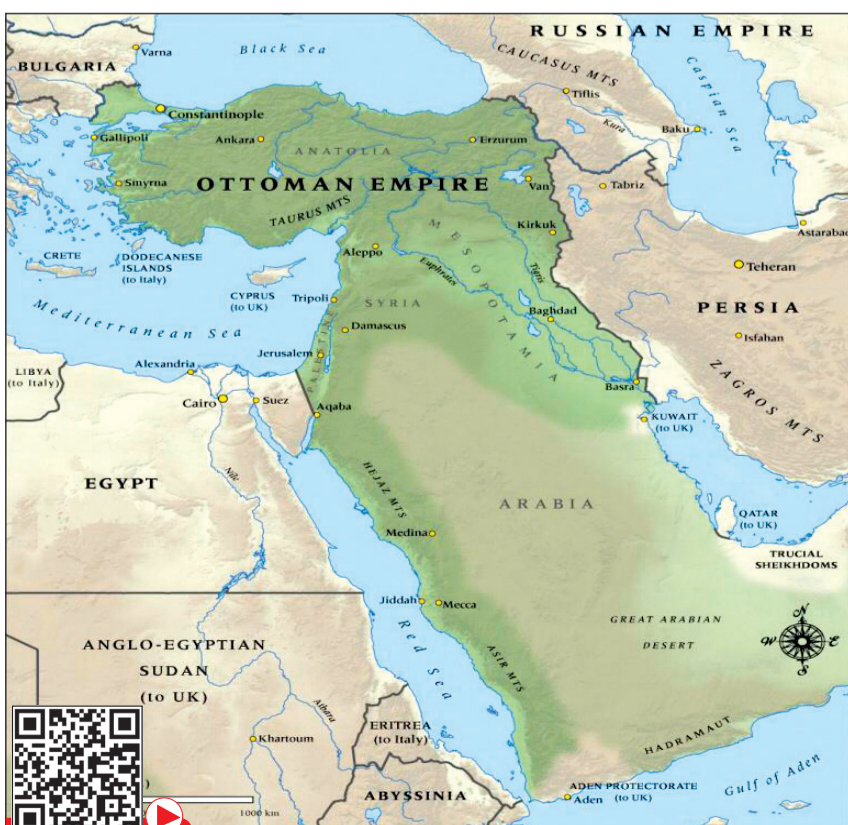 RUSSIAN EMPIRE
Black Sea
Varna
BULGARIA
CAUCASUS MTS
Caspian Sea
Tiflis
Constantinople
Kura
Baku
Gallipoli
Ankara
Erzurum
ANATOLIA
Smyrna
OTTOMAN EMPIRE
Van
Tabriz
TAURUS MTS
Kirkuk
Astarabad
CRETE
DODECANESE
ISLANDS
(to Italy)
Aleppo
MESOPOTAMIA
Euphrates
Tigris
Teheran
CYPRUS
(to UK)
Tripoli
SYRIA
Baghdad
PERSIA
Mediterranean Sea
Damascus
Isfahan
Jerusalem
PALESTINE
LIBYA
(to Italy)
Alexandria
ZAGROS MTS
Basra
Cairo
Suez
Aqaba
KUWAIT
(to UK)
Nile
EGYPT
HEJAZ MTS
ARABIA
QATAR
(to UK)
Medina
TRUCIAL
SHEIKHDOMS
Jiddah
Mecca
Red Sea
GREAT ARABIAN
DESERT
N
W
E
S
ANGLO-EGYPTIAN
SUDAN
(to UK)
ASIR MTS
Atbara
ERITREA
(to Italy)
Khartoum
HADRAMAUT
Gulf of Aden
ABYSSINIA
ADEN PROTECTORATE
(to UK)
Aden
)
1000 km